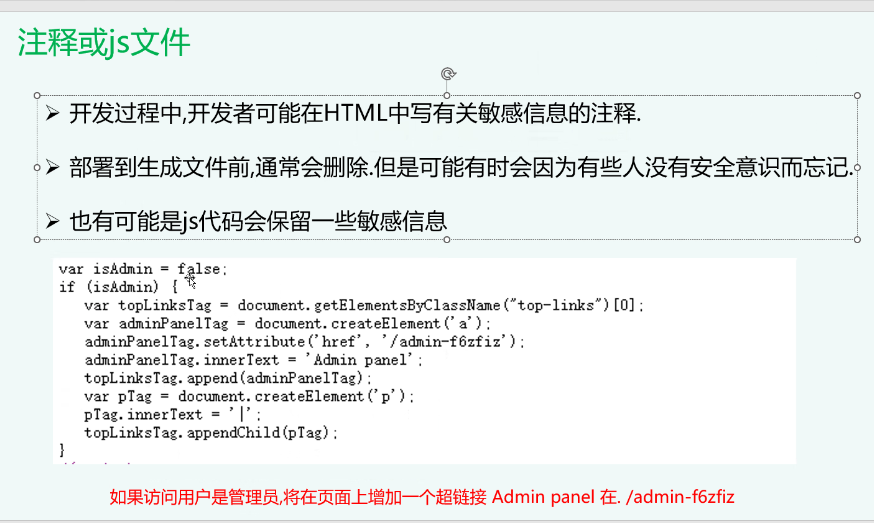 注释或js文件
➢ 开发过程中,开发者可能在HTML中写有关敏感信息的注释.
➢ 部署到生成文件前,通常会删除.但是可能有时会因为有些人没有安全意识而忘记.
➢ 也有可能是js代码会保留一些敏感信息
var isAdmin = false;
if (isAdmin) {
   var topLinksTag = document.getElementsByClassName("top-links")[0];
   var adminPanelTag = document.createElement('a');
   adminPanelTag.setAttribute('href', '/admin-f6zfiz');
   adminPanelTag.innerText = 'Admin panel';
   topLinksTag.append(adminPanelTag);
   var pTag = document.createElement('p');
   pTag.innerText = '|';
   topLinksTag.appendChild(pTag);
}
如果访问用户是管理员,将在页面上增加一个超链接 Admin panel 在. /admin-f6zfiz